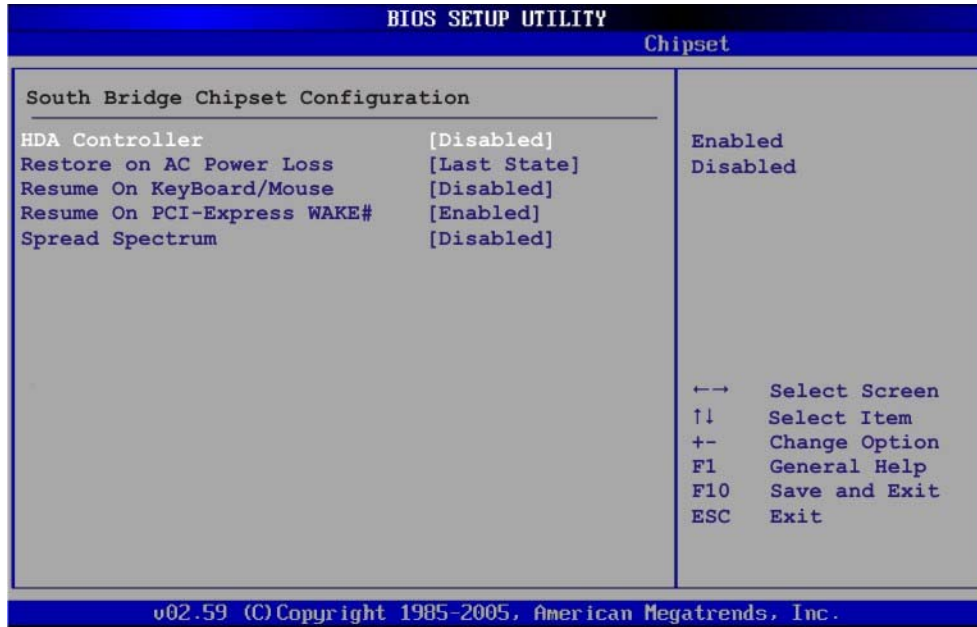 BIOS SETUP UTILITY
Chipset
South Bridge Chipset Configuration
HDA Controller [Disabled]
Restore on AC Power Loss [Last State]
Resume On KeyBoard/Mouse [Disabled]
Resume On PCI-Express WAKE# [Enabled]
Spread Spectrum [Disabled]
Enabled
Disabled
←→ Select Screen
↑↓ Select Item
+- Change Option
F1 General Help
F10 Save and Exit
ESC Exit
v02.59 (C)Copyright 1985-2005, American Megatrends, Inc.